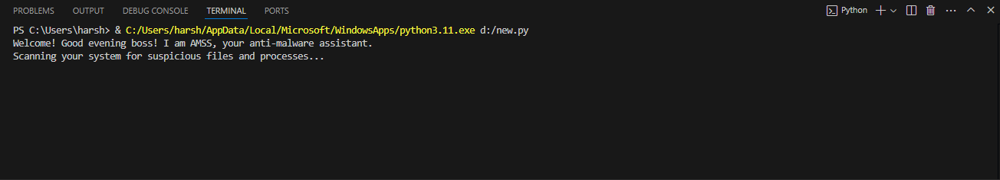 PROBLEMS OUTPUT DEBUG CONSOLE TERMINAL PORTS Python
PS C:\Users\harsh> & C:/Users/harsh/AppData/Local/Microsoft/WindowsApps/python3.11.exe d:/new.py
Welcome! Good evening boss! I am AMSS, your anti-malware assistant.
Scanning your system for suspicious files and processes...